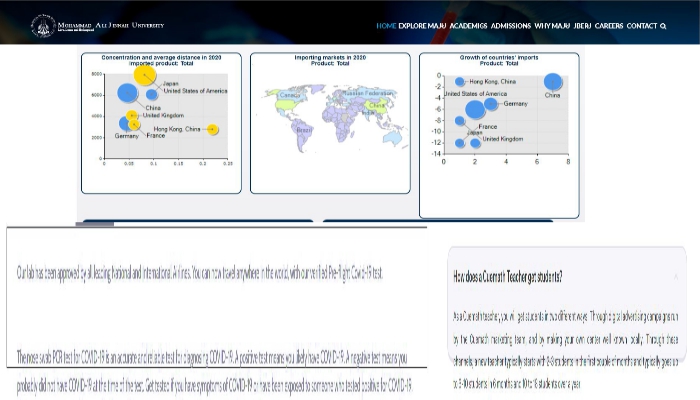 MOHAMMAD ALI JINNAH UNIVERSITY
HOME EXPLORE MAJU ACADEMICS ADMISSIONS WHY MAJU JBERJ CAREERS CONTACT
Concentration and average distance in 2020
Imported product: Total
8000
6000
4000
2000
0
0 0.05 0.1 0.15 0.2 0.25
Japan
United States of America
China
United Kingdom
Hong Kong, China
Germany
France
Importing markets in 2020
Product: Total
Canada
Russian Federation
China
India
Brazil
Growth of countries' imports
Product: Total
0
-2
-4
-6
-8
-10
-12
-14
0 2 4 6 8
Hong Kong, China
China
United States of America
Germany
France
Japan
United Kingdom
Our lab has been approved by all leading National and International Airlines. You can now travel anywhere in the world, with our verified Pre-flight Covid-19 test.
The nose swab PCR test for COVID-19 is an accurate and reliable test for diagnosing COVID-19. A positive test means you likely have COVID-19. A negative test means you
probably did not have COVID-19 at the time of the test. Get tested if you have symptoms of COVID-19 or have been exposed to someone who tested positive for COVID-19.
How does a Cuemath Teacher get students?
As a Cuemath teacher, you will get students in two different ways. Through digital advertising campaigns run
by the Cuemath marketing team, and by making your own center well known locally. Through these
channels, a new teacher typically starts with 2-3 students in the first couple of months and typically goes up
to 8-10 students in 6 months and 10 to 18 students over a year.